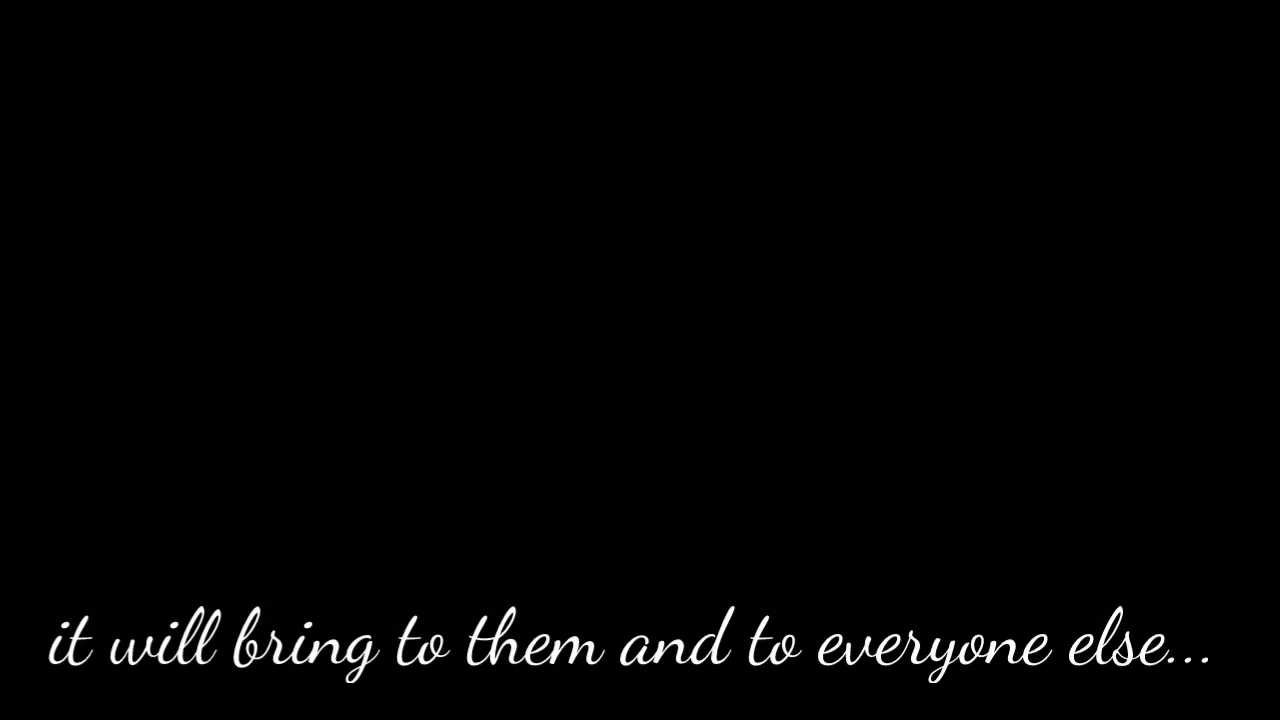 it will bring to them and to everyone else...